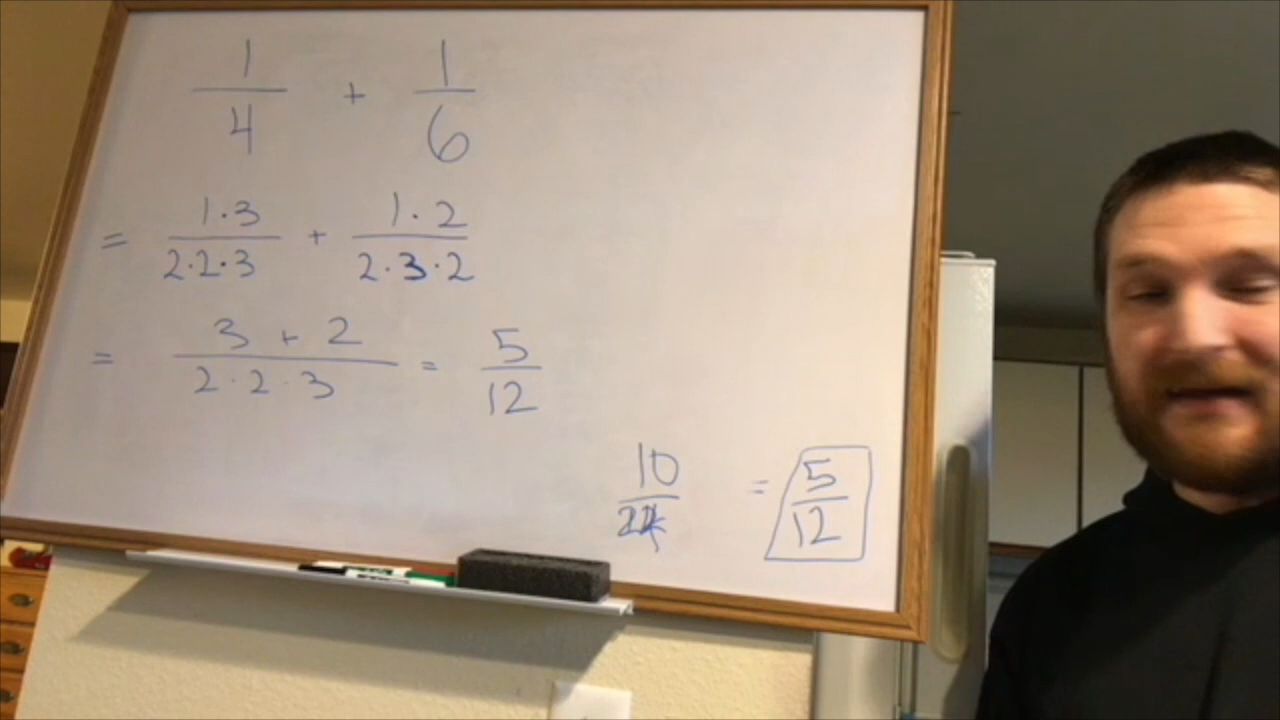 1/4 + 1/6
= 1·3/2·2·3 + 1·2/2·3·2
= 3 + 2/2·2·3 = 5/12
10/24 = 5/12